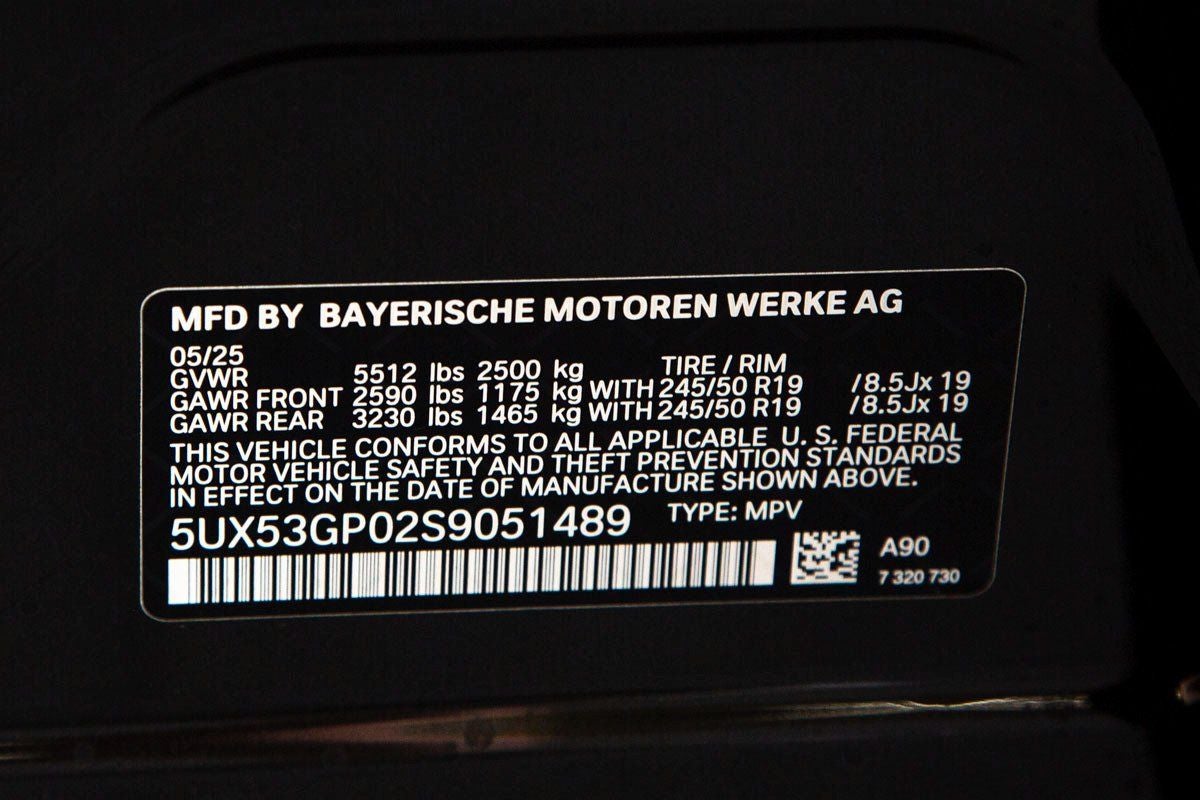 MFD BY BAYERISCHE MOTOREN WERKE AG
05/25
GVWR 5512 lbs 2500 kg TIRE / RIM
GAWR FRONT 2590 lbs 1175 kg WITH 245/50 R19 /8.5Jx 19
GAWR REAR 3230 lbs 1465 kg WITH 245/50 R19 /8.5Jx 19
THIS VEHICLE CONFORMS TO ALL APPLICABLE U. S. FEDERAL
MOTOR VEHICLE SAFETY AND THEFT PREVENTION STANDARDS
IN EFFECT ON THE DATE OF MANUFACTURE SHOWN ABOVE.
5UX53GP02S9051489 TYPE: MPV
A90
7 320 730